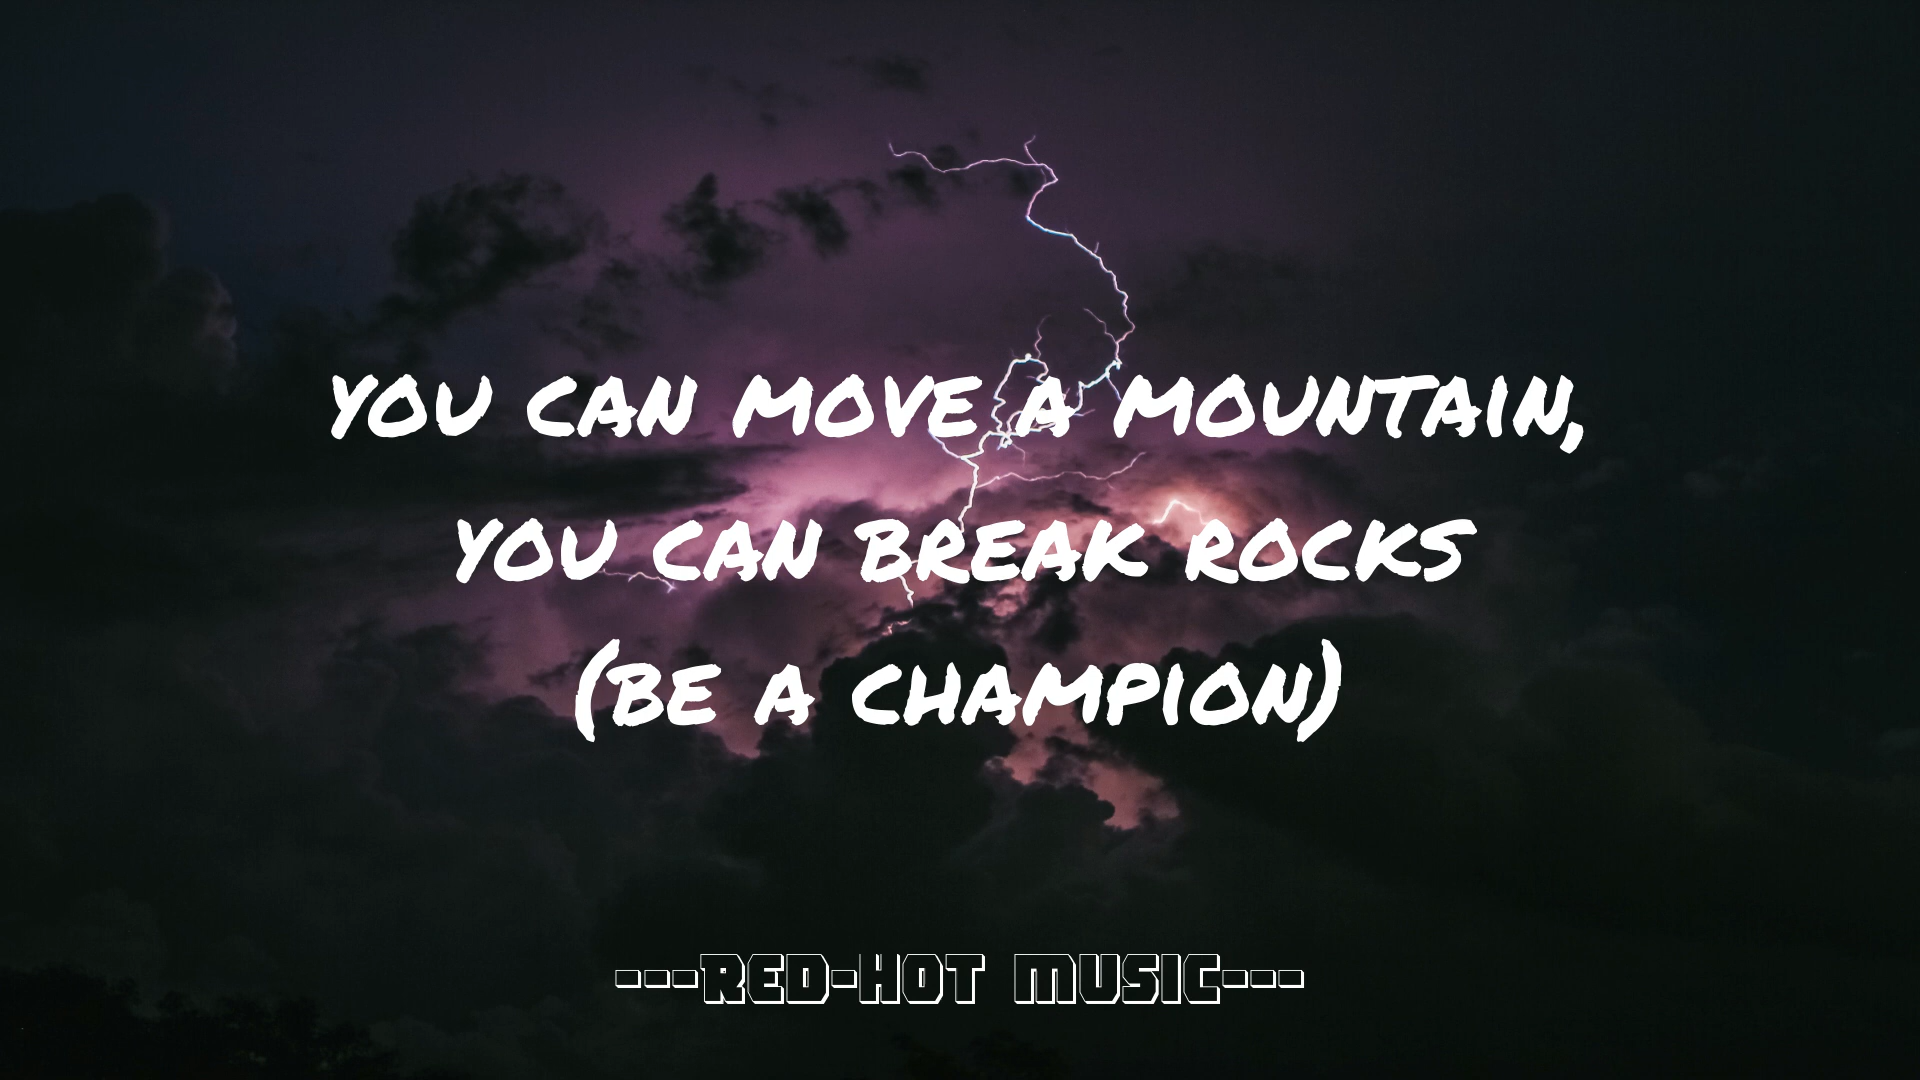 YOU CAN MOVE A MOUNTAIN,
YOU CAN BREAK ROCKS
(BE A CHAMPION)
---RED-HOT MUSIC---